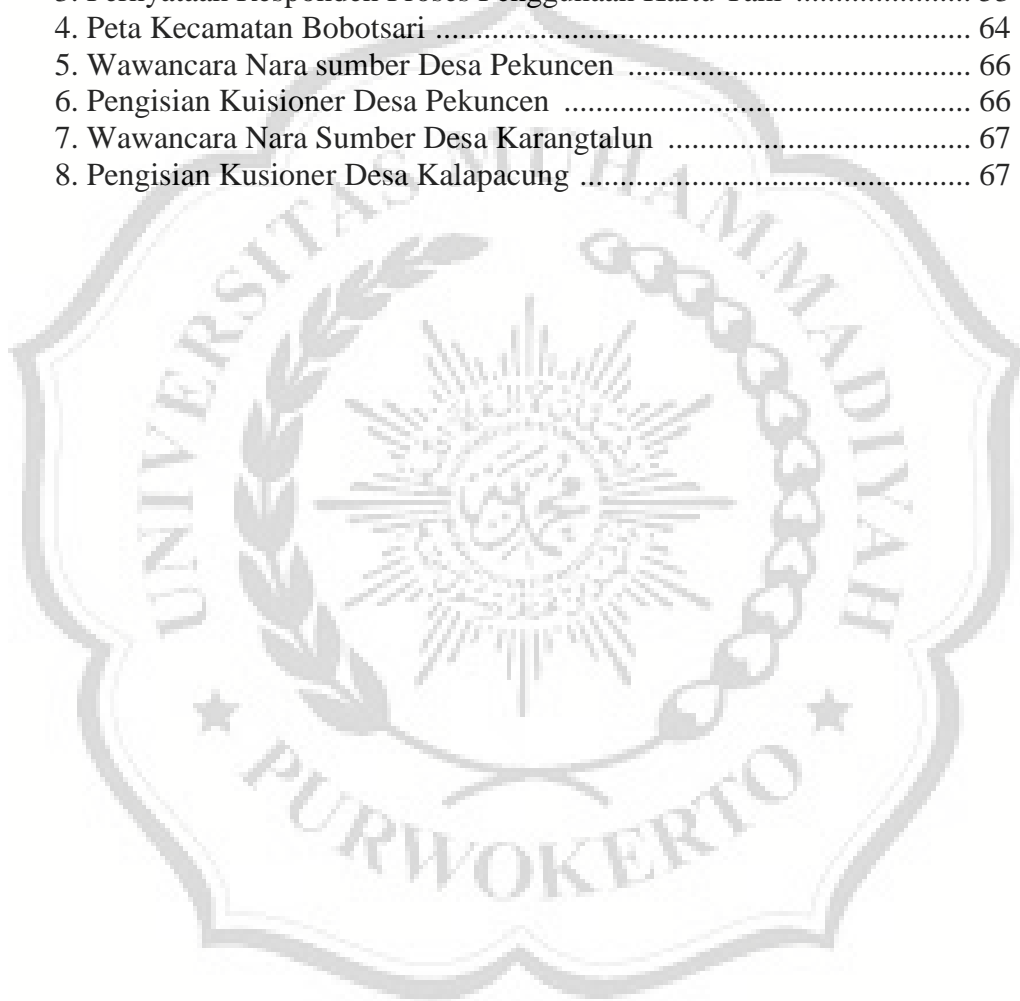 4. Peta Kecamatan Bobotsari ........................................................................ 64
5. Wawancara Nara sumber Desa Pekuncen .............................................. 66
6. Pengisian Kuisioner Desa Pekuncen ....................................................... 66
7. Wawancara Nara Sumber Desa Karangtalun ......................................... 67
8. Pengisian Kusioner Desa Kalapacung .................................................... 67
UNIVERSITAS MUHAMMADIYAH
PURWOKERTO